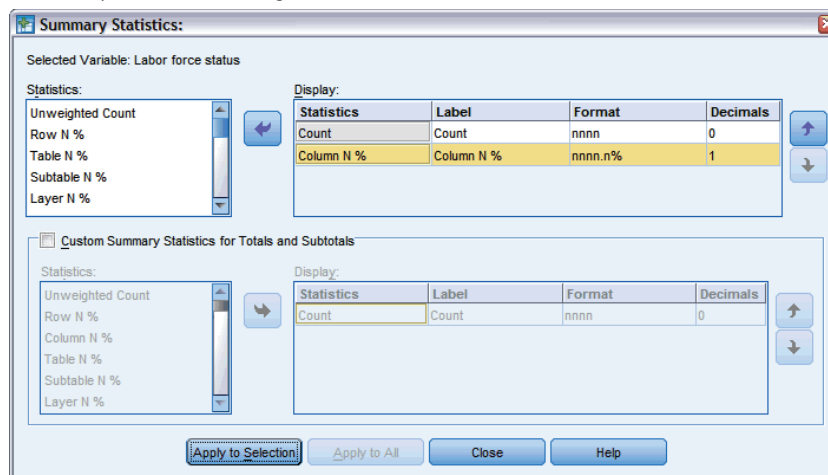 Summary Statistics:
Selected Variable: Labor force status
Statistics:
Display:
Unweighted Count
Row N %
Table N %
Subtable N %
Layer N %
Statistics Label Format Decimals
Count Count nnnn 0
Column N % Column N % nnnn.n% 1
Custom Summary Statistics for Totals and Subtotals
Statistics:
Display:
Unweighted Count
Row N %
Column N %
Table N %
Subtable N %
Layer N %
Statistics Label Format Decimals
Count Count nnnn 0
Apply to Selection Apply to All Close Help